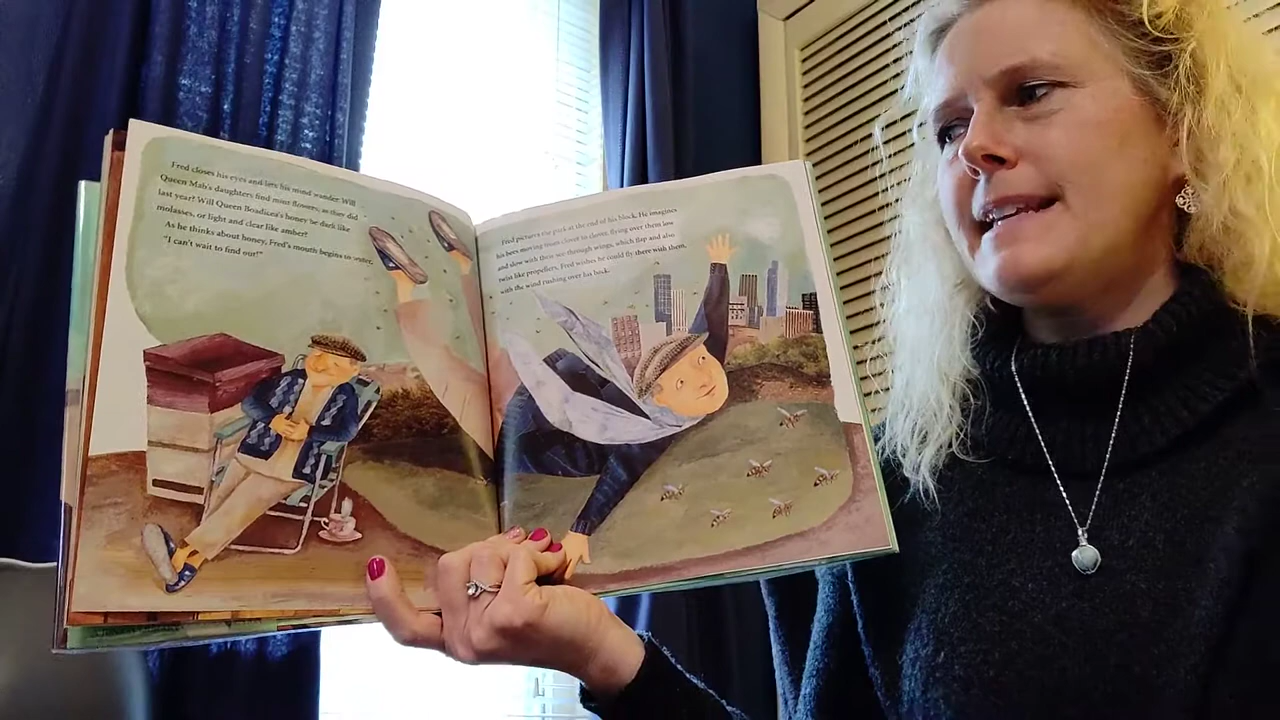 Fred closes his eyes and lets his mind wander. Will
Queen Mab's daughters find mint flowers, as they did
last year? Will Queen Boadicea's honey be dark like
molasses, or light and clear like amber?
As he thinks about honey, Fred's mouth begins to water.
"I can't wait to find out!"
Fred pictures the park at the end of his block. He imagines
his bees moving from clover to clover, flying over them low
and slow with their see-through wings, which flap and also
twist like propellers. Fred wishes he could fly there with them,
with the wind rushing over his back.